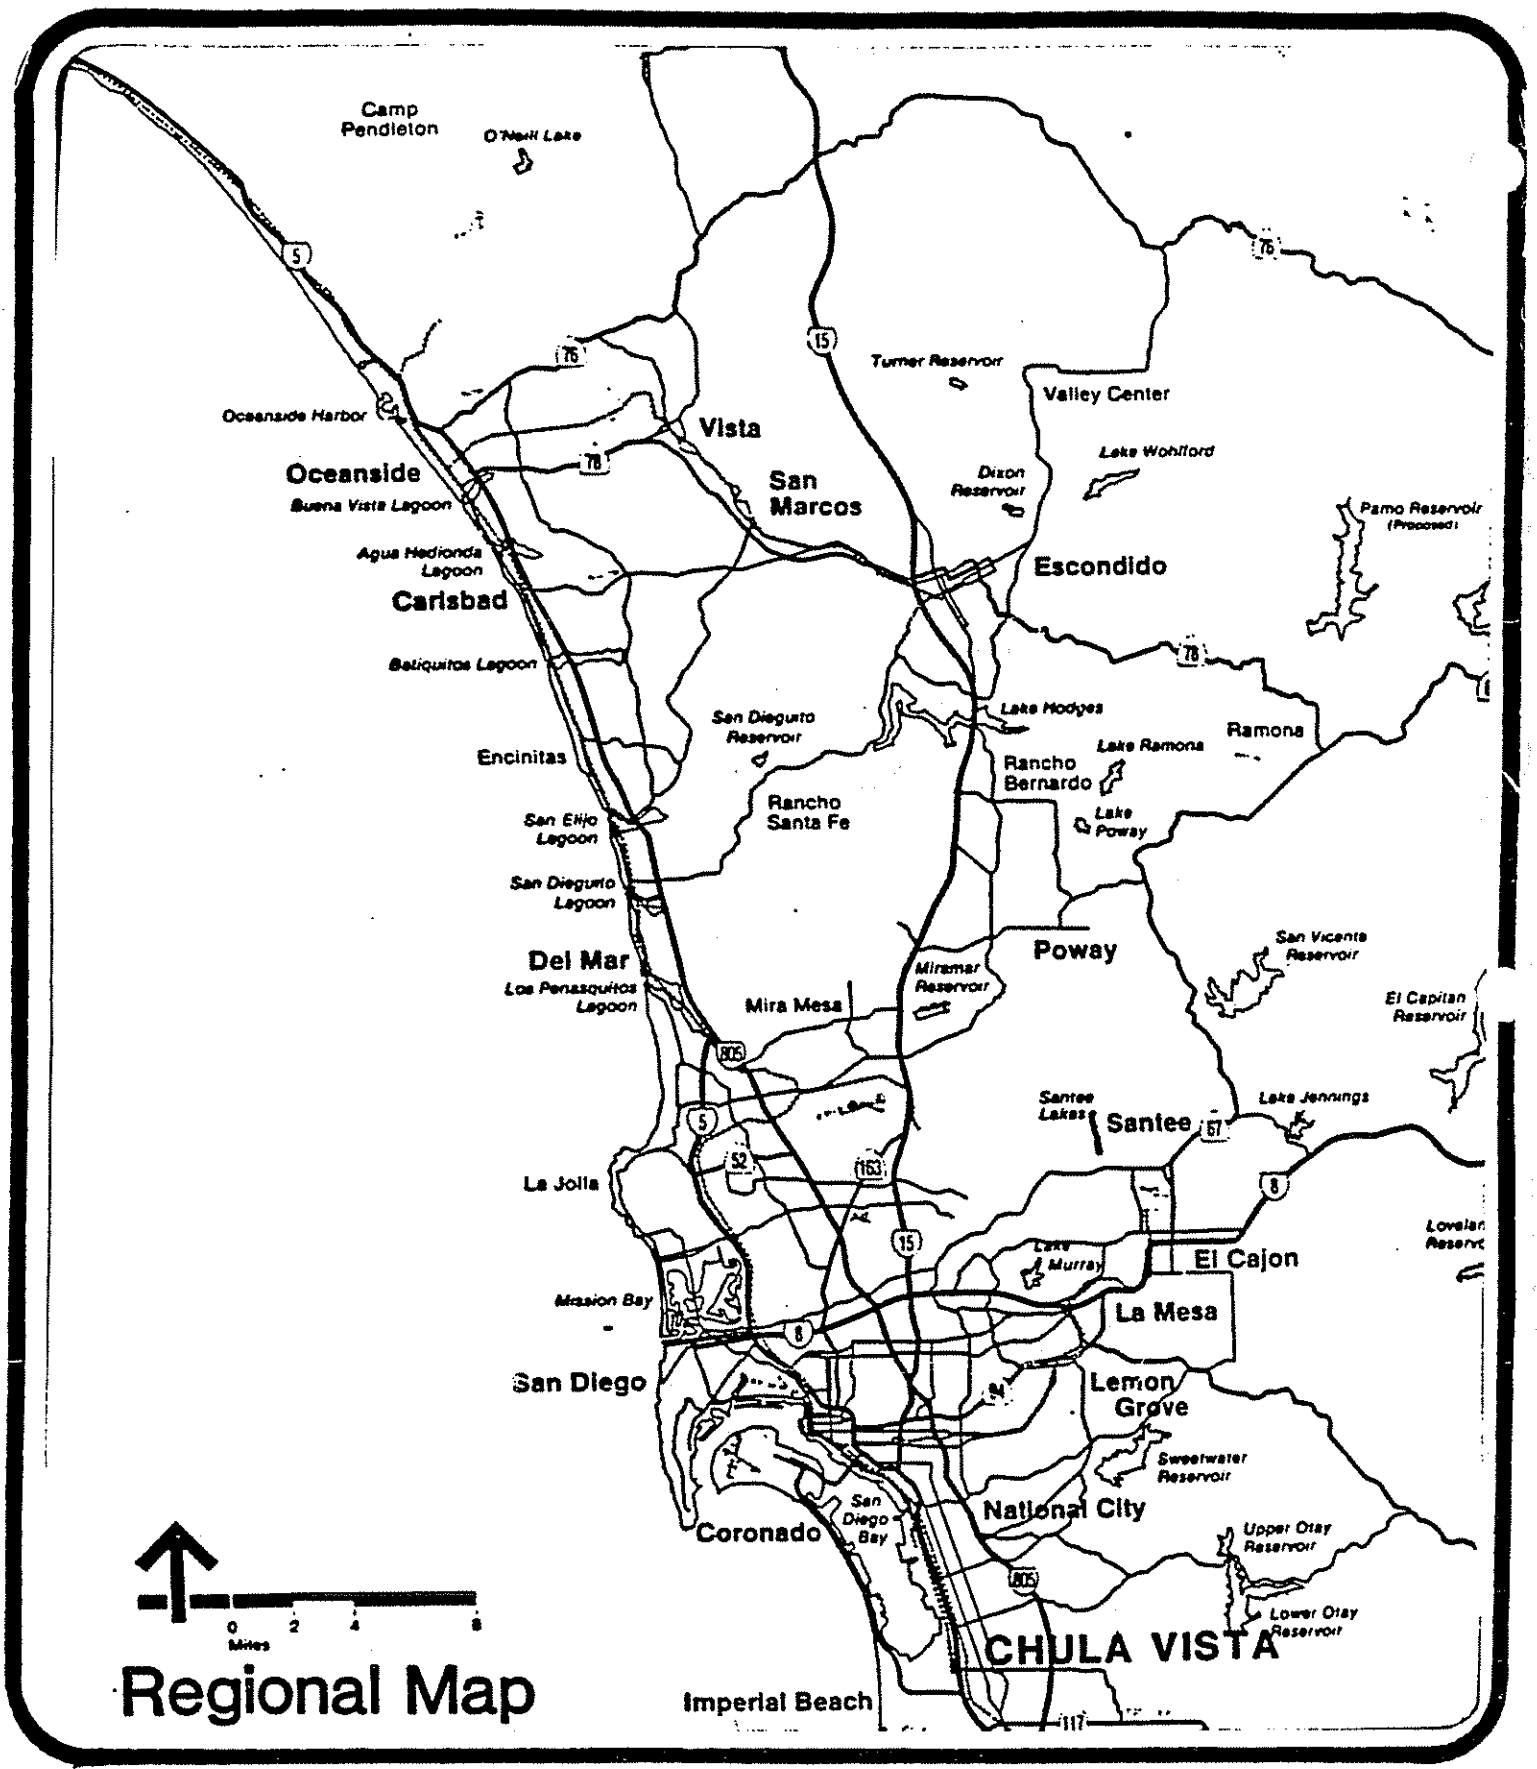 Camp
Pendleton
O'Neill Lake
5
76
15
76
Turner Reservoir
Valley Center
Oceanside Harbor
Vista
Lake Wohlford
78
Oceanside
San
Marcos
Dixon
Reservoir
Buena Vista Lagoon
Pamo Reservoir
(Proposed)
Agua Hedionda
Lagoon
Escondido
Carlsbad
Batiquitos Lagoon
78
San Dieguito
Reservoir
Lake Hodges
Ramona
Encinitas
Lake Ramona
Rancho
Bernardo
Rancho
Santa Fe
San Elijo
Lagoon
Lake
Poway
San Dieguito
Lagoon
Del Mar
Poway
San Vicente
Reservoir
Los Penasquitos
Lagoon
Miramar
Reservoir
Mira Mesa
El Capitan
Reservoir
805
Santee
Lakes
Lake Jennings
5
Santee
67
52
163
La Jolla
8
15
Lake
Murray
El Cajon
Mission Bay
La Mesa
8
San Diego
94
Lemon
Grove
Sweetwater
Reservoir
San
Diego
Bay
National City
Coronado
Upper Otay
Reservoir
805
Lower Otay
Reservoir
0 2 4 8
Miles
CHULA VISTA
Regional Map
Imperial Beach
117